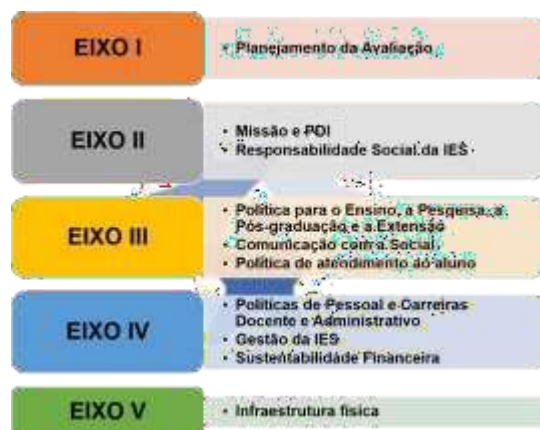 EIXO I
• Planejamento da Avaliação
EIXO II
• Missão e PDI
• Responsabilidade Social da IES
EIXO III
• Política para o Ensino, a Pesquisa, a
Pós-graduação e a Extensão
• Comunicação com a Social
• Política de atendimento ao aluno
EIXO IV
• Políticas de Pessoal e Carreiras
Docente e Administrativo
• Gestão da IES
• Sustentabilidade Financeira
EIXO V
• Infraestrutura física